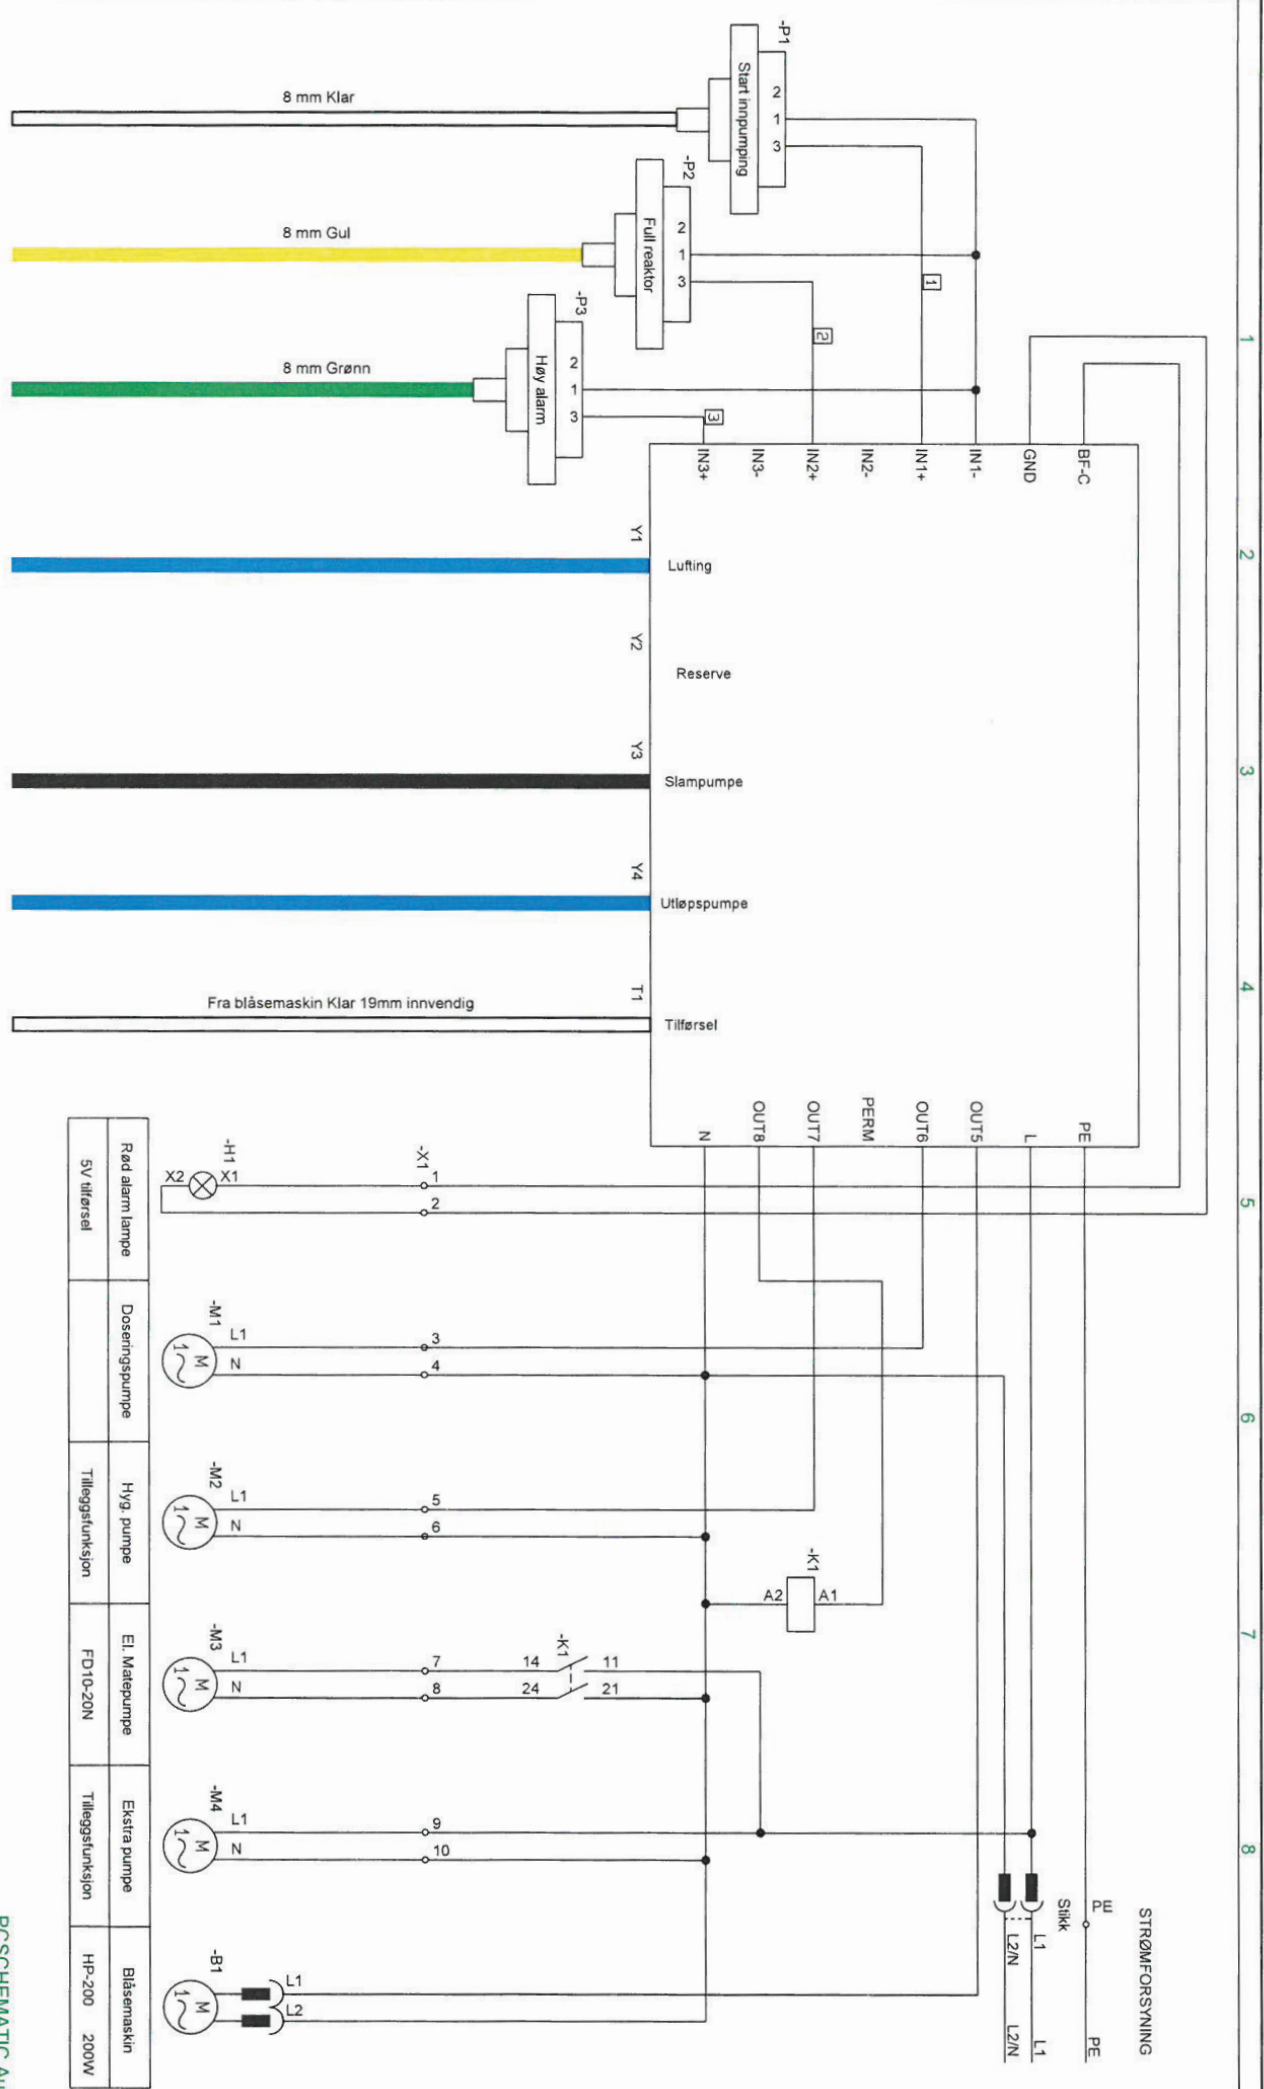 1
2
3
4
5
6
7
8
-P1
Start innpumping
2
1
3
8 mm Klar
-P2
Full reaktor
2
1
3
8 mm Gul
-P3
Høy alarm
2
1
3
8 mm Grønn
1
2
3
IN3+
IN3-
IN2+
IN2-
IN1+
IN1-
GND
BF-C
Y1
Lufting
Y2
Reserve
Y3
Slampumpe
Y4
Utløpspumpe
T1
Fra blåsemaskin Klar 19mm innvendig
Tilførsel
N
OUT8
OUT7
PERM
OUT6
OUT5
L
PE
-H1
X2
X1
-X1
1
2
-M1
L1
N
M
1
3
4
-M2
L1
N
M
1
5
6
-K1
A2
A1
-M3
L1
N
M
1
7
8
-K1
14
11
24
21
-M4
L1
N
M
1
9
10
-B1
L1
L2
M
1
STRØMFORSYNING
PE
PE
Stikk
L1
L1
L2/N
L2/N
Rød alarm lampe
5V tilførsel
Doseringspumpe
Hyg. pumpe
Tilleggsfunksjon
El. Matepumpe
FD10-20N
Ekstra pumpe
Tilleggsfunksjon
Blåsemaskin
HP-200 200W
PCSCHEMATIC